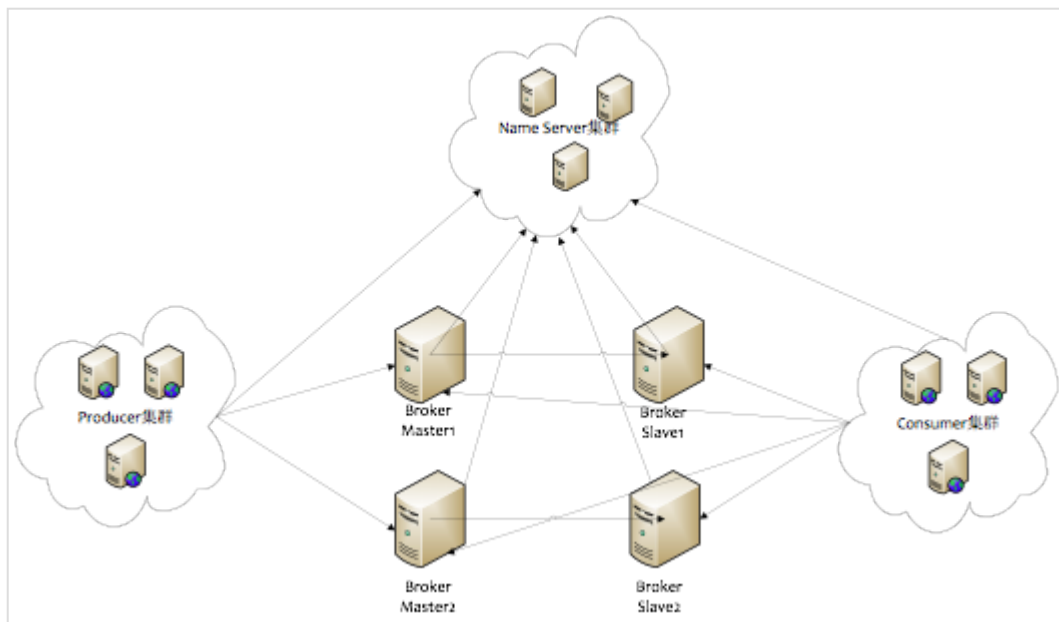 Name Server集群
Producer集群
Broker
Master1
Broker
Slave1
Consumer集群
Broker
Master2
Broker
Slave2